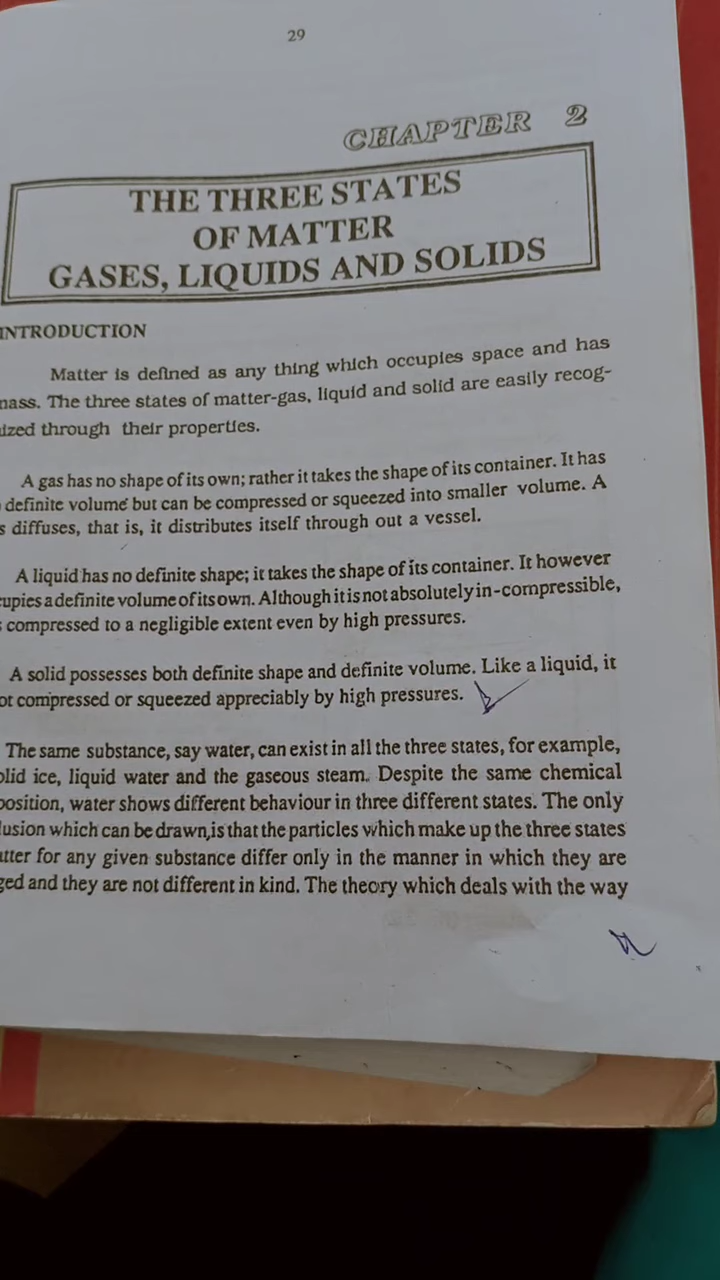 29
CHAPTER 2
THE THREE STATES
OF MATTER
GASES, LIQUIDS AND SOLIDS
INTRODUCTION
Matter is defined as any thing which occupies space and has
mass. The three states of matter-gas, liquid and solid are easily recog-
ized through their properties.
A gas has no shape of its own; rather it takes the shape of its container. It has
definite volume but can be compressed or squeezed into smaller volume. A
s diffuses, that is, it distributes itself through out a vessel.
A liquid has no definite shape; it takes the shape of its container. It however
cupies a definite volume of its own. Although it is not absolutely in-compressible,
compressed to a negligible extent even by high pressures.
A solid possesses both definite shape and definite volume. Like a liquid, it
ot compressed or squeezed appreciably by high pressures.
The same substance, say water, can exist in all the three states, for example,
olid ice, liquid water and the gaseous steam. Despite the same chemical
position, water shows different behaviour in three different states. The only
lusion which can be drawn, is that the particles which make up the three states
atter for any given substance differ only in the manner in which they are
ged and they are not different in kind. The theory which deals with the way